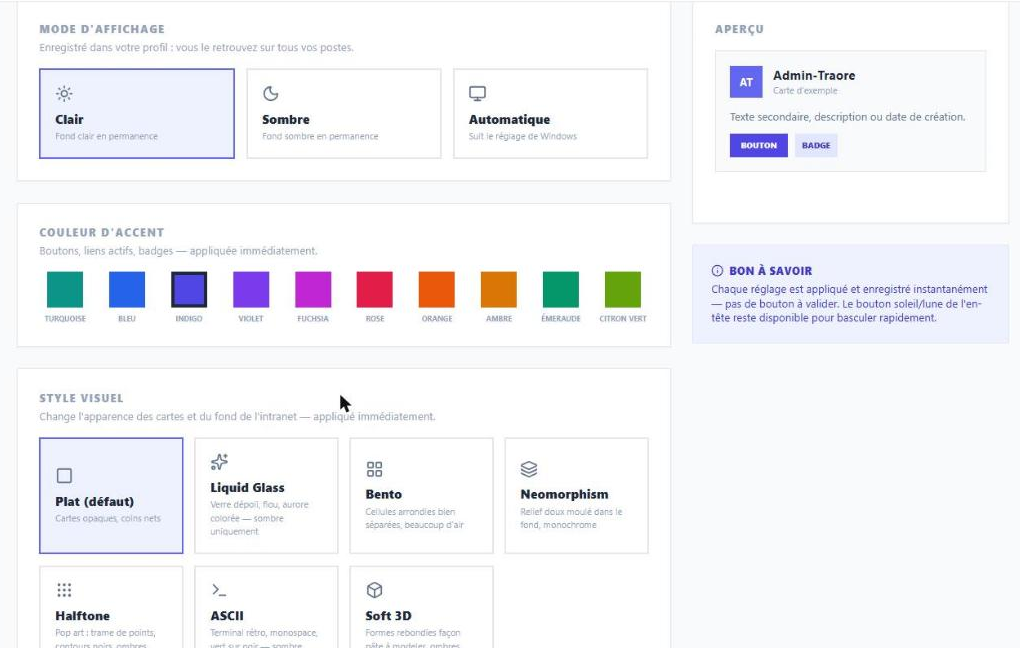 MODE D'AFFICHAGE
Enregistré dans votre profil : vous le retrouvez sur tous vos postes.
Clair
Fond clair en permanence
Sombre
Fond sombre en permanence
Automatique
Suit le réglage de Windows
COULEUR D'ACCENT
Boutons, liens actifs, badges — appliquée immédiatement.
TURQUOISE
BLEU
INDIGO
VIOLET
FUCHSIA
ROSE
ORANGE
AMBRE
ÉMERAUDE
CITRON VERT
STYLE VISUEL
Change l'apparence des cartes et du fond de l'intranet — appliqué immédiatement.
Plat (défaut)
Cartes opaques, coins nets
Liquid Glass
Verre dépoli, flou, aurore
colorée — sombre
uniquement
Bento
Cellules arrondies bien
séparées, beaucoup d'air
Neomorphism
Relief doux moulé dans le
fond, monochrome
Halftone
Pop art : trame de points,
contours noirs, ombres
ASCII
Terminal rétro, monospace,
vert sur noir — sombre
Soft 3D
Formes rebondies façon
pâte à modeler, ombres
APERÇU
AT
Admin-Traore
Carte d'exemple
Texte secondaire, description ou date de création.
BOUTON
BADGE
BON À SAVOIR
Chaque réglage est appliqué et enregistré instantanément
— pas de bouton à valider. Le bouton soleil/lune de l'en-
tête reste disponible pour basculer rapidement.